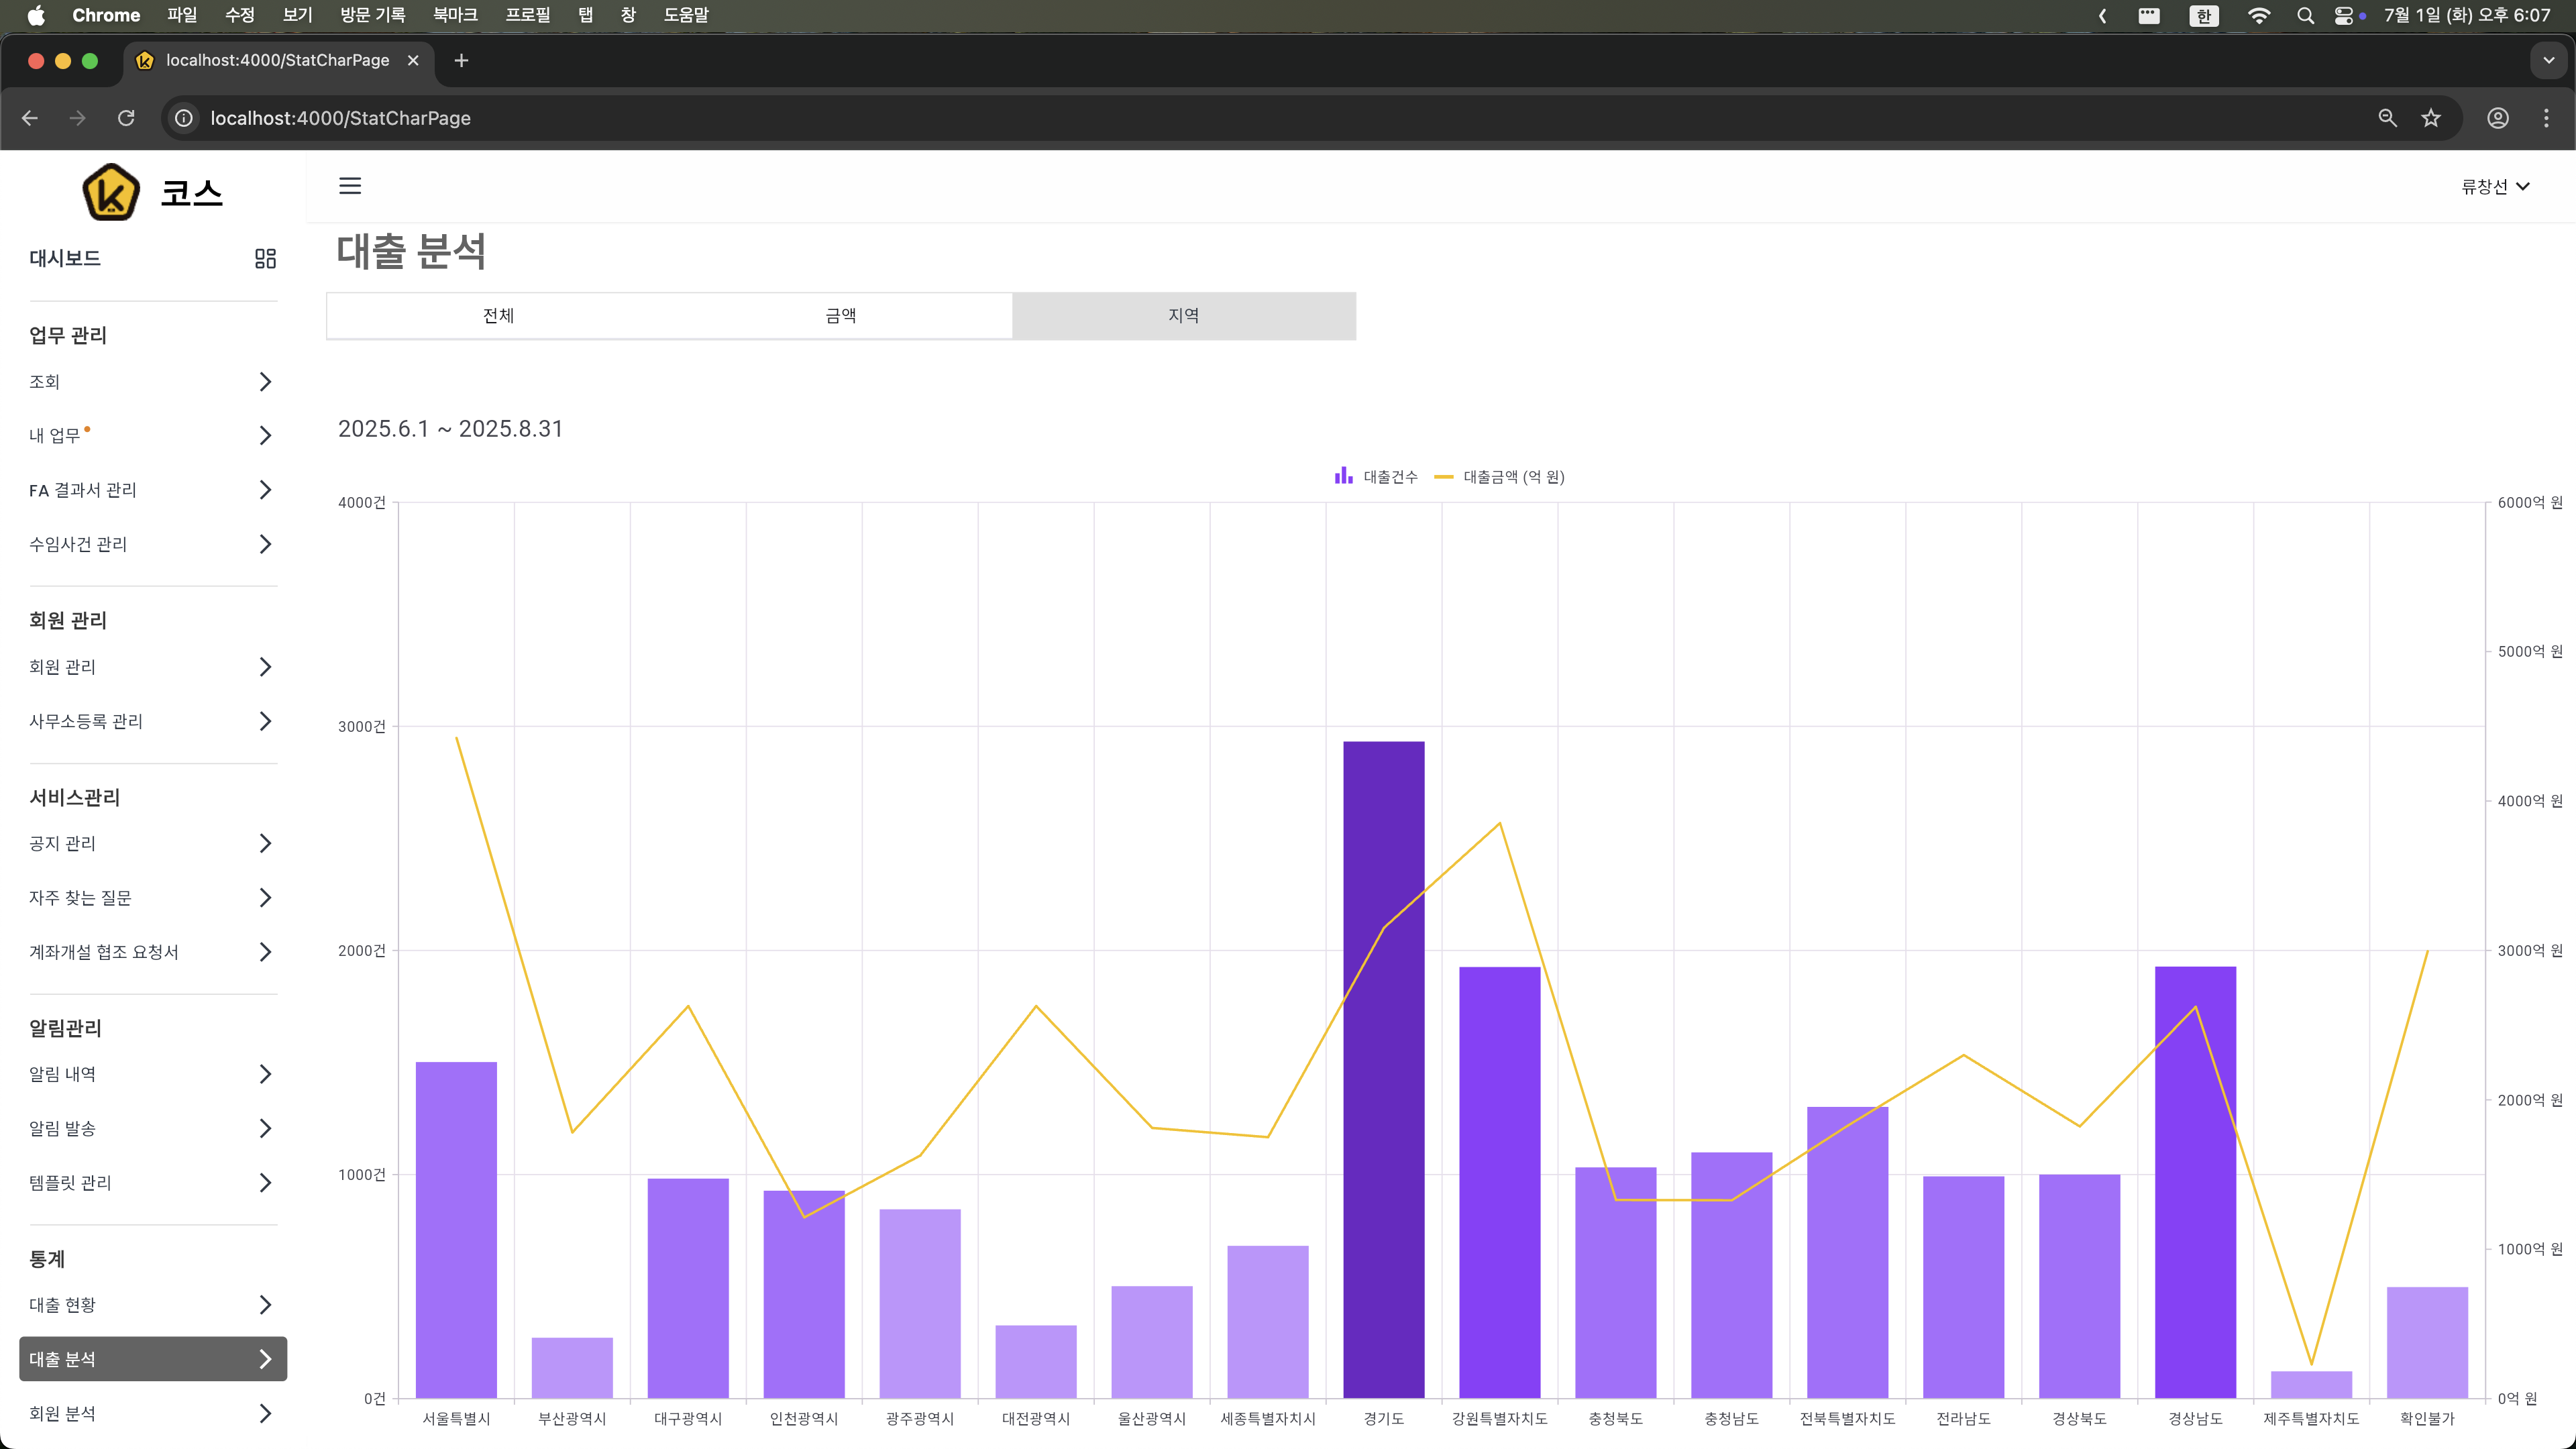 Chrome 파일 수정 보기 방문 기록 북마크 프로필 탭 창 도움말 한 7월 1일 (화) 오후 6:07
localhost:4000/StatCharPage
localhost:4000/StatCharPage
코스
류창선
대시보드
업무 관리
조회
내 업무
FA 결과서 관리
수임사건 관리
회원 관리
회원 관리
사무소등록 관리
서비스관리
공지 관리
자주 찾는 질문
계좌개설 협조 요청서
알림관리
알림 내역
알림 발송
템플릿 관리
통계
대출 현황
대출 분석
회원 분석
대출 분석
전체 금액 지역
2025.6.1 ~ 2025.8.31
대출건수 대출금액 (억 원)
4000건
3000건
2000건
1000건
0건
6000억 원
5000억 원
4000억 원
3000억 원
2000억 원
1000억 원
0억 원
서울특별시 부산광역시 대구광역시 인천광역시 광주광역시 대전광역시 울산광역시 세종특별자치시 경기도 강원특별자치도 충청북도 충청남도 전북특별자치도 전라남도 경상북도 경상남도 제주특별자치도 확인불가